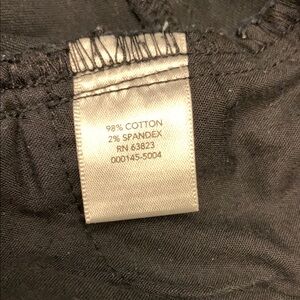 98% COTTON
2% SPANDEX
RN 63823
000145-5004